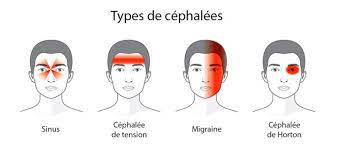 Types de céphalées
Sinus
Céphalée
de tension
Migraine
Céphalée
de Horton